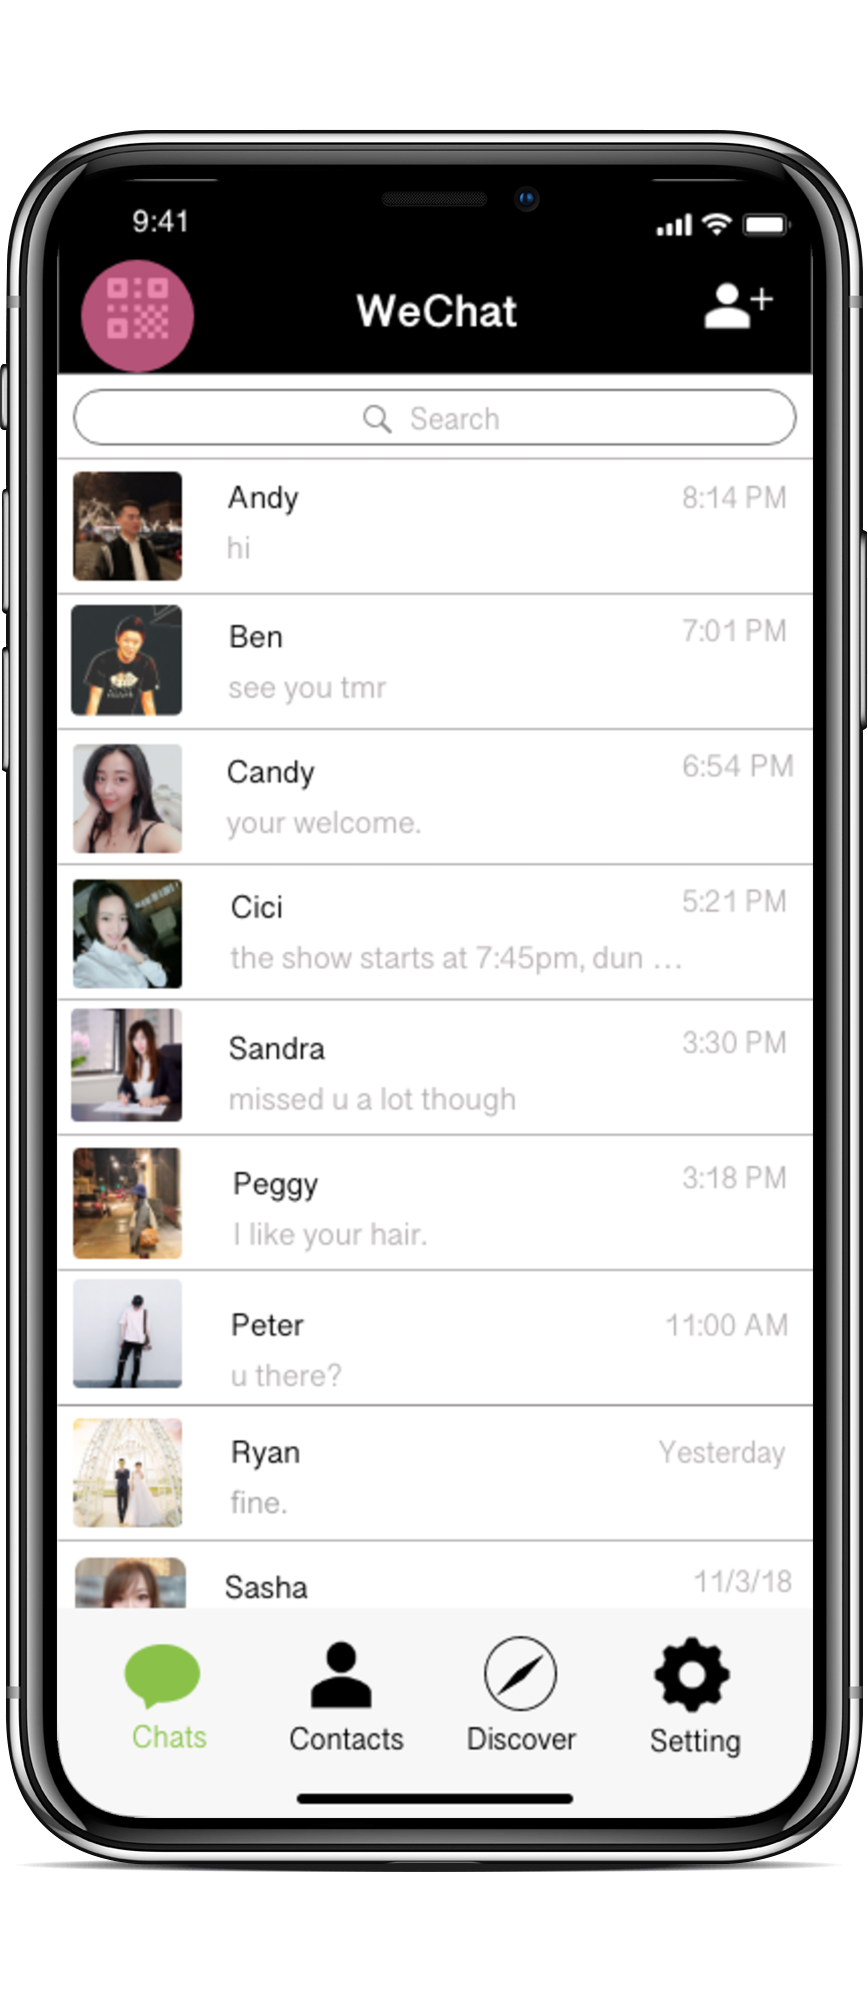 9:41
WeChat
Search
Andy 8:14 PM
hi
Ben 7:01 PM
see you tmr
Candy 6:54 PM
your welcome.
Cici 5:21 PM
the show starts at 7:45pm, dun ...
Sandra 3:30 PM
missed u a lot though
Peggy 3:18 PM
I like your hair.
Peter 11:00 AM
u there?
Ryan Yesterday
fine.
Sasha 11/3/18
Chats Contacts Discover Setting